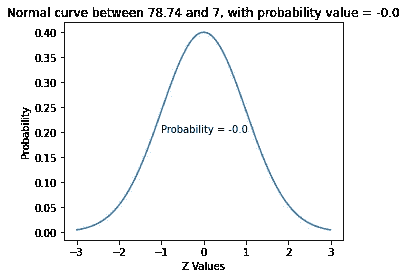 Normal curve between 78.74 and 7, with probability value = -0.0
0.40
0.35
0.30
0.25
0.20
0.15
0.10
0.05
0.00
Probability
Probability = -0.0
−3 −2 −1 0 1 2 3
Z Values